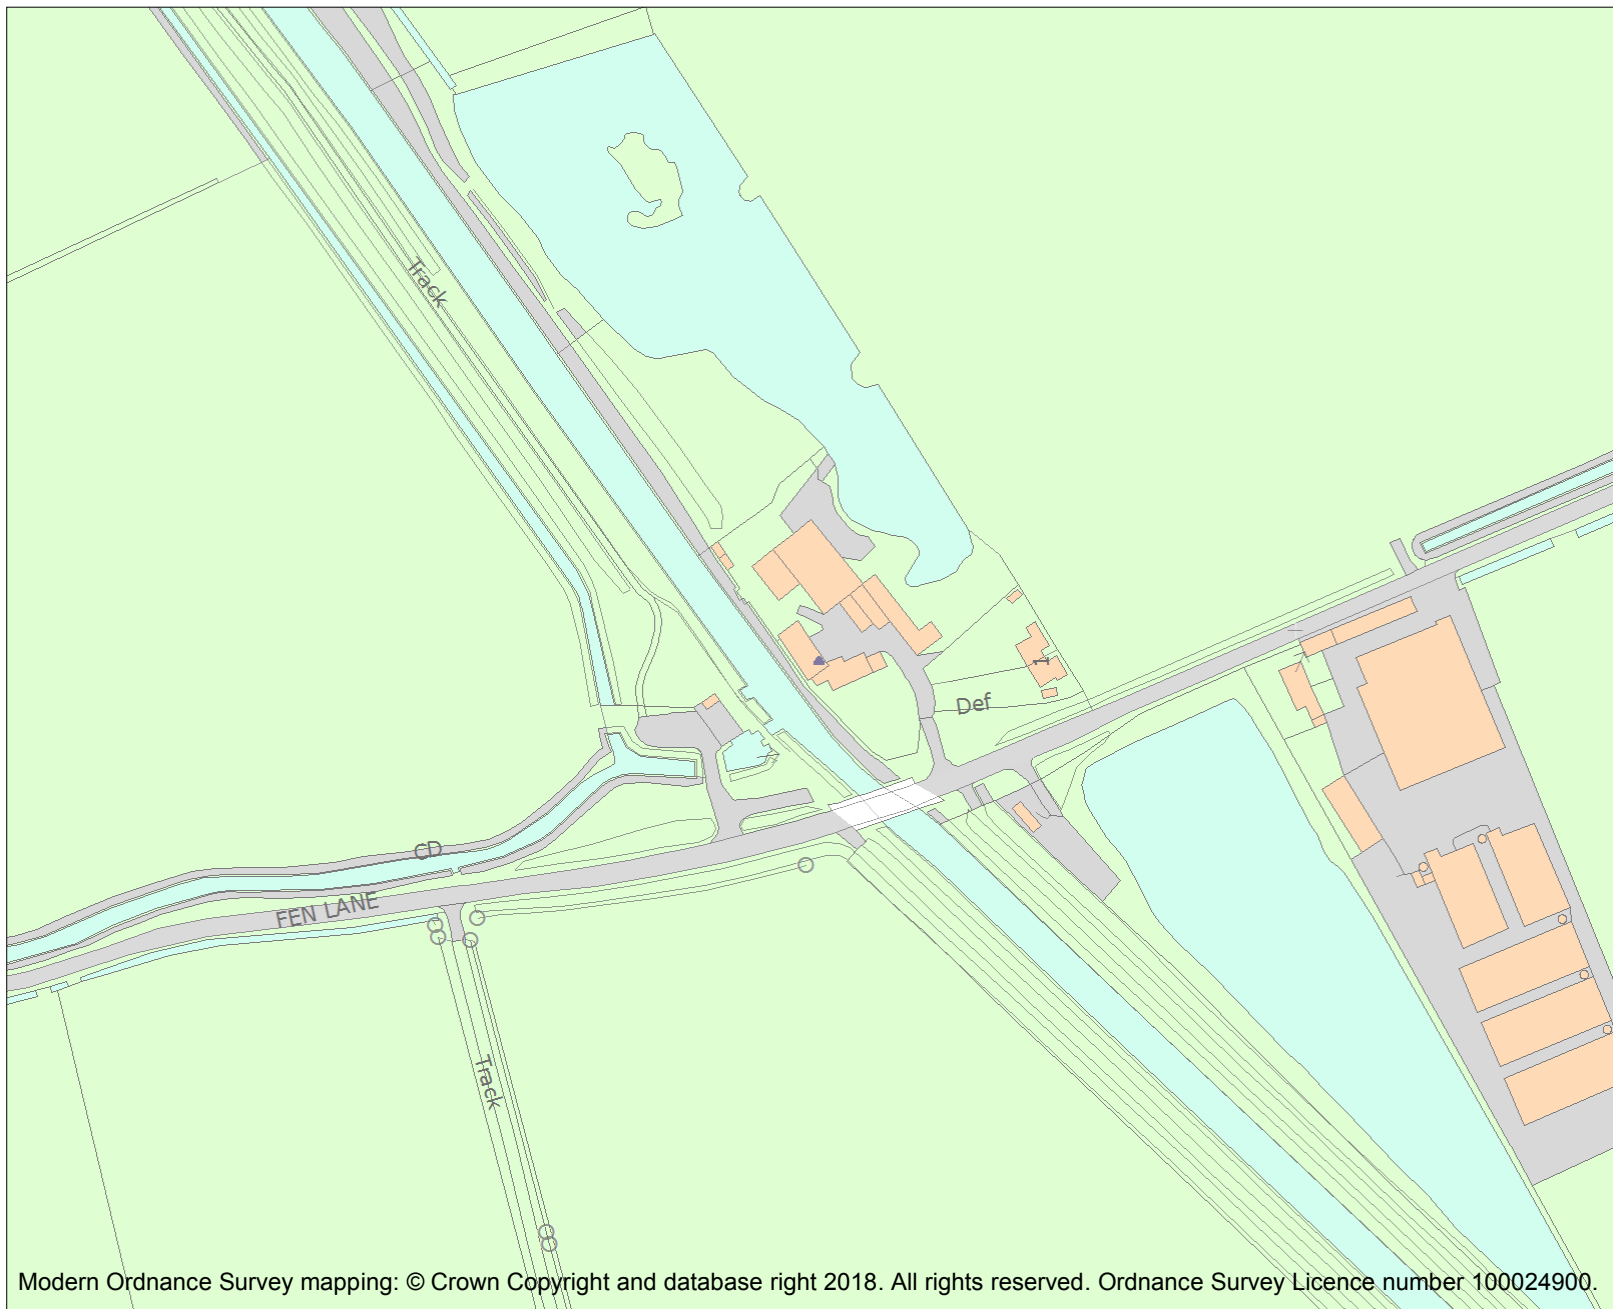 Track
1
Def
CD
FEN LANE
Track
Modern Ordnance Survey mapping: © Crown Copyright and database right 2018. All rights reserved. Ordnance Survey Licence number 100024900.